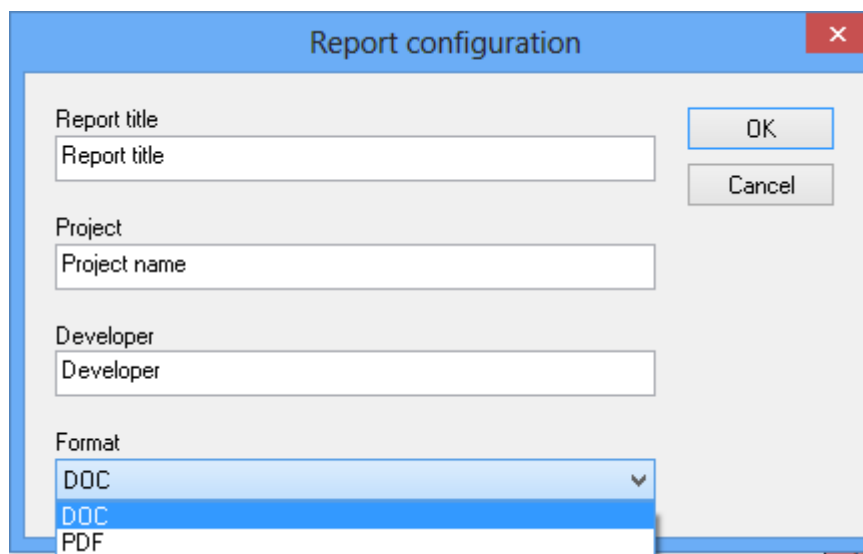 Report configuration
Report title
Report title
OK
Cancel
Project
Project name
Developer
Developer
Format
DOC
DOC
PDF